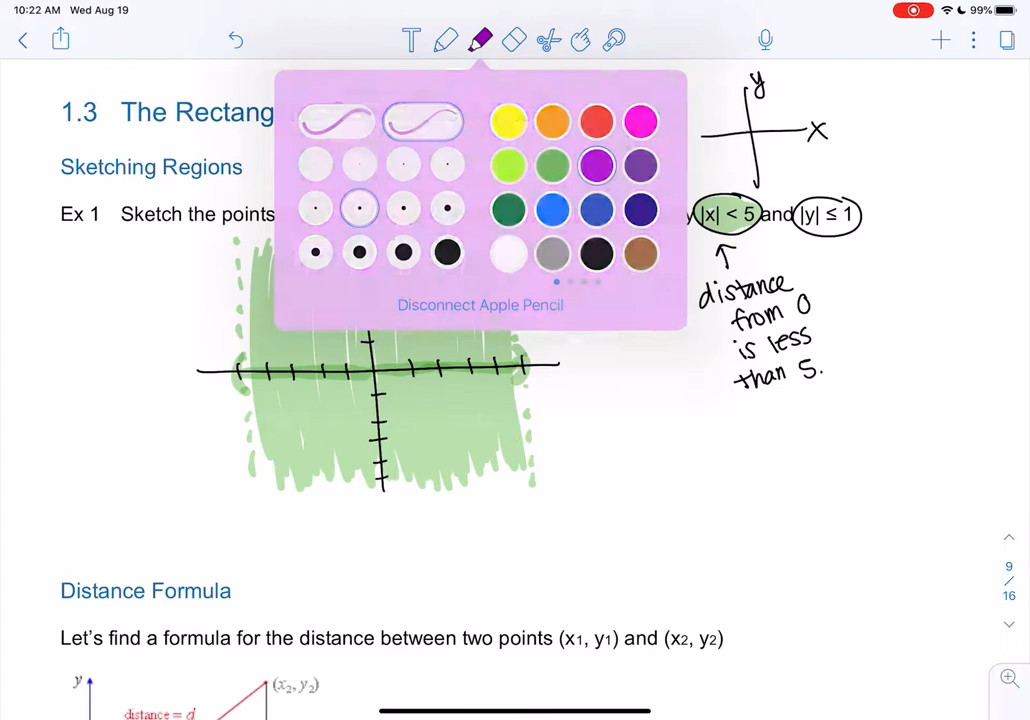 10:22 AM Wed Aug 19
99%
T
1.3 The Rectang
Sketching Regions
Ex 1 Sketch the points
y |x| < 5 and |y| ≤ 1
y
x
distance
from 0
is less
than 5.
Disconnect Apple Pencil
Distance Formula
Let's find a formula for the distance between two points (x1, y1) and (x2, y2)
y
(x2, y2)
distance = d
9
/
16